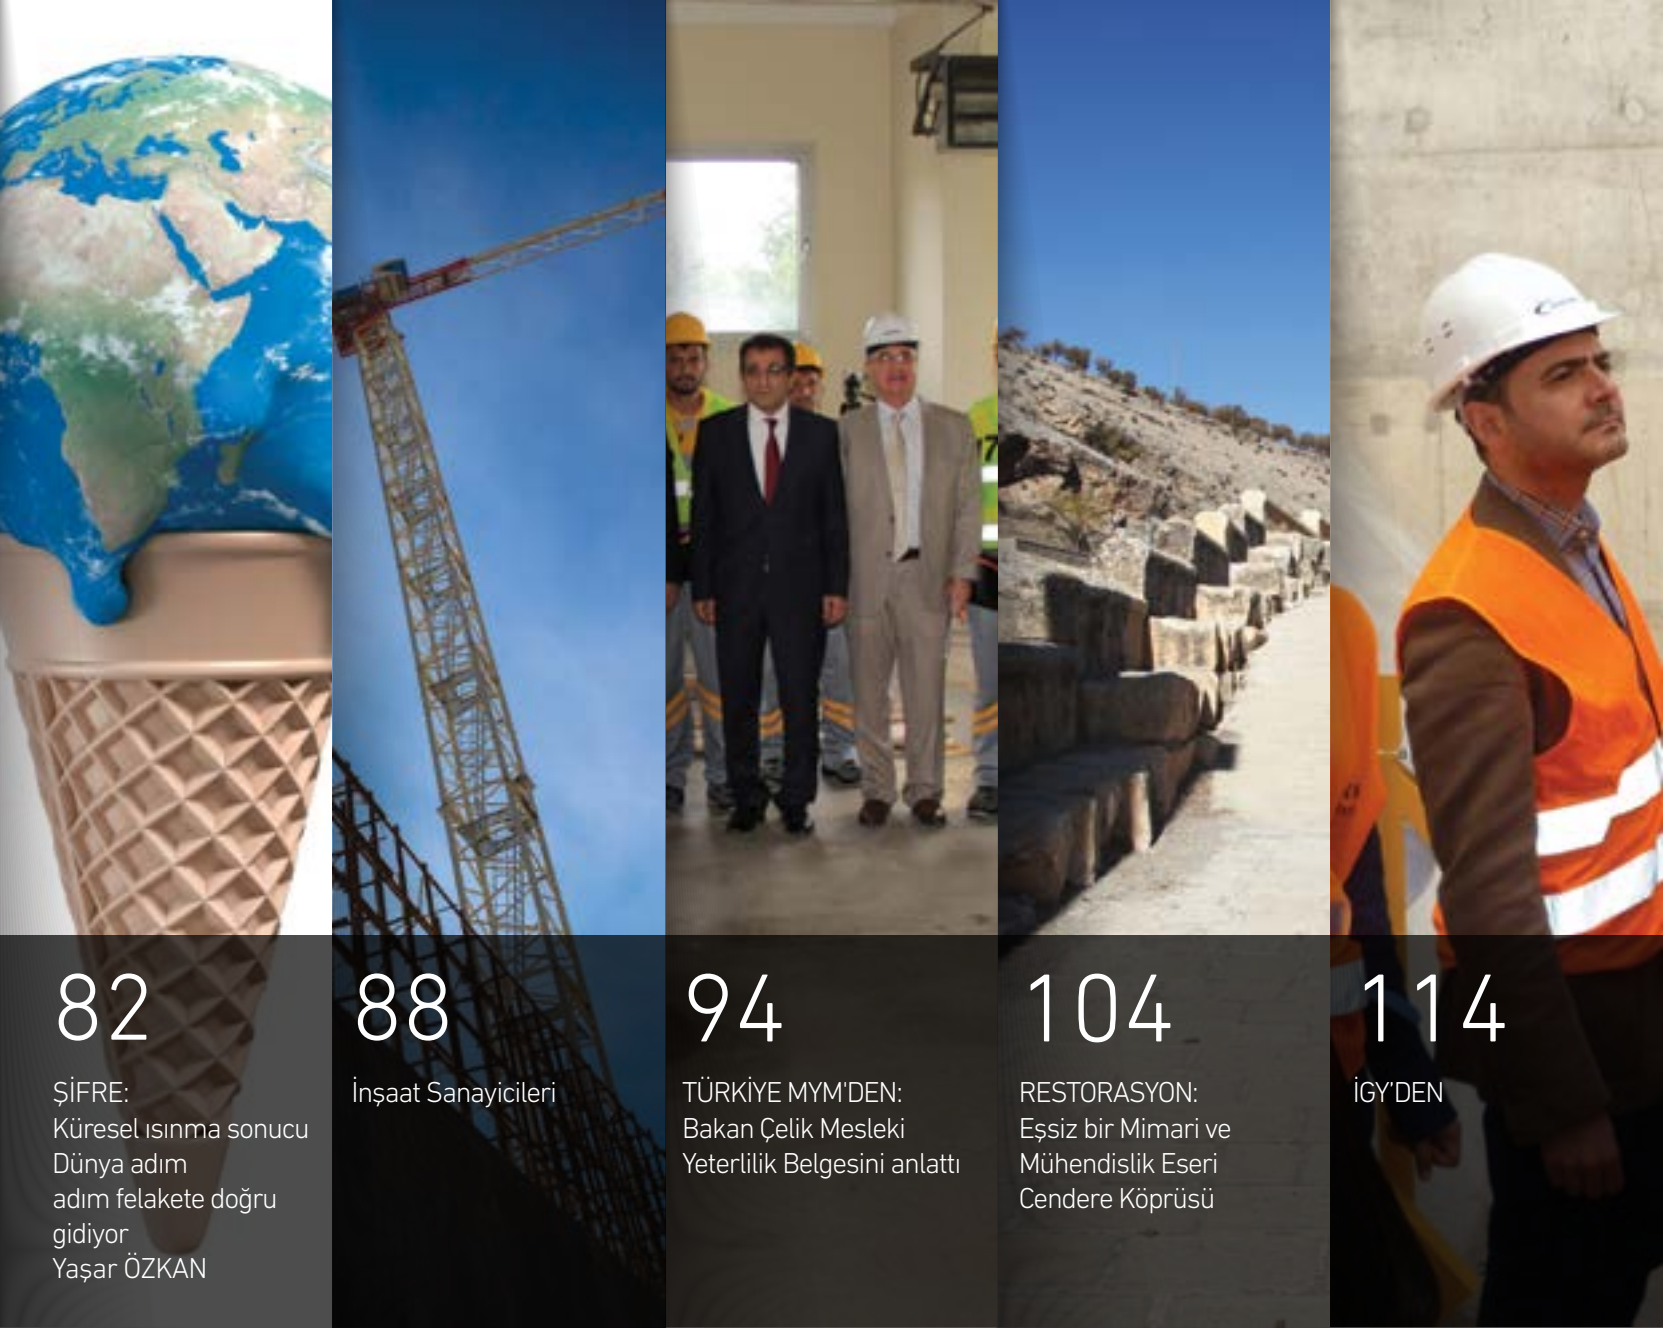 82
ŞİFRE:
Küresel ısınma sonucu
Dünya adım
adım felakete doğru
gidiyor
Yaşar ÖZKAN
88
İnşaat Sanayicileri
94
TÜRKİYE MYM'DEN:
Bakan Çelik Mesleki
Yeterlilik Belgesini anlattı
104
RESTORASYON:
Eşsiz bir Mimari ve
Mühendislik Eseri
Cendere Köprüsü
114
İGY’DEN